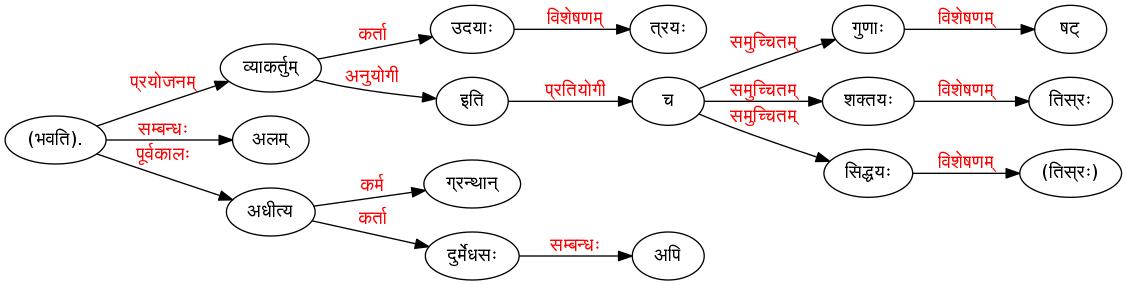 विशेषणम्
उदयाः त्रयः
कर्ता
गुणाः विशेषणम् षट्
व्याकर्तुम् समुच्चितम्
अनुयोगी
प्रयोजनम्
इति प्रतियोगी च समुच्चितम् शक्तयः विशेषणम् तिस्रः
समुच्चितम्
(भवति). सम्बन्धः अलम्
पूर्वकालः
सिद्धयः विशेषणम् (तिस्रः)
कर्म ग्रन्थान्
अधीत्य
कर्ता
दुर्मेधसः सम्बन्धः अपि